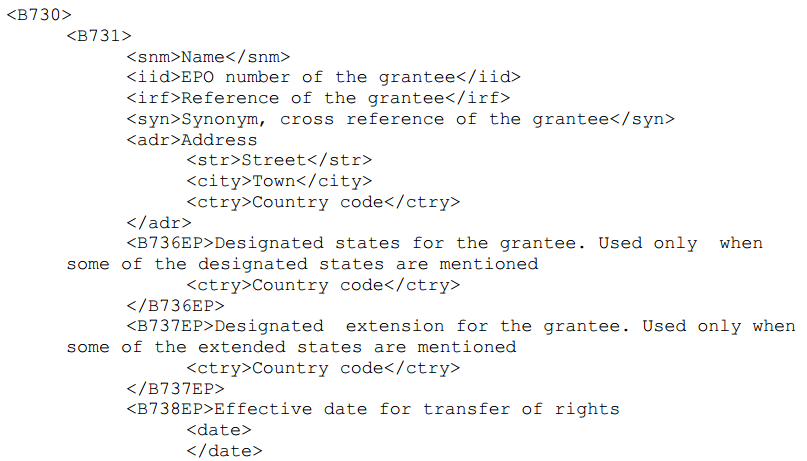 <B730>
<B731>
<snm>Name</snm>
<iid>EPO number of the grantee</iid>
<irf>Reference of the grantee</irf>
<syn>Synonym, cross reference of the grantee</syn>
<adr>Address
<str>Street</str>
<city>Town</city>
<ctry>Country code</ctry>
</adr>
<B736EP>Designated states for the grantee. Used only  when
some of the designated states are mentioned
<ctry>Country code</ctry>
</B736EP>
<B737EP>Designated  extension for the grantee. Used only when
some of the extended states are mentioned
<ctry>Country code</ctry>
</B737EP>
<B738EP>Effective date for transfer of rights
<date>
</date>